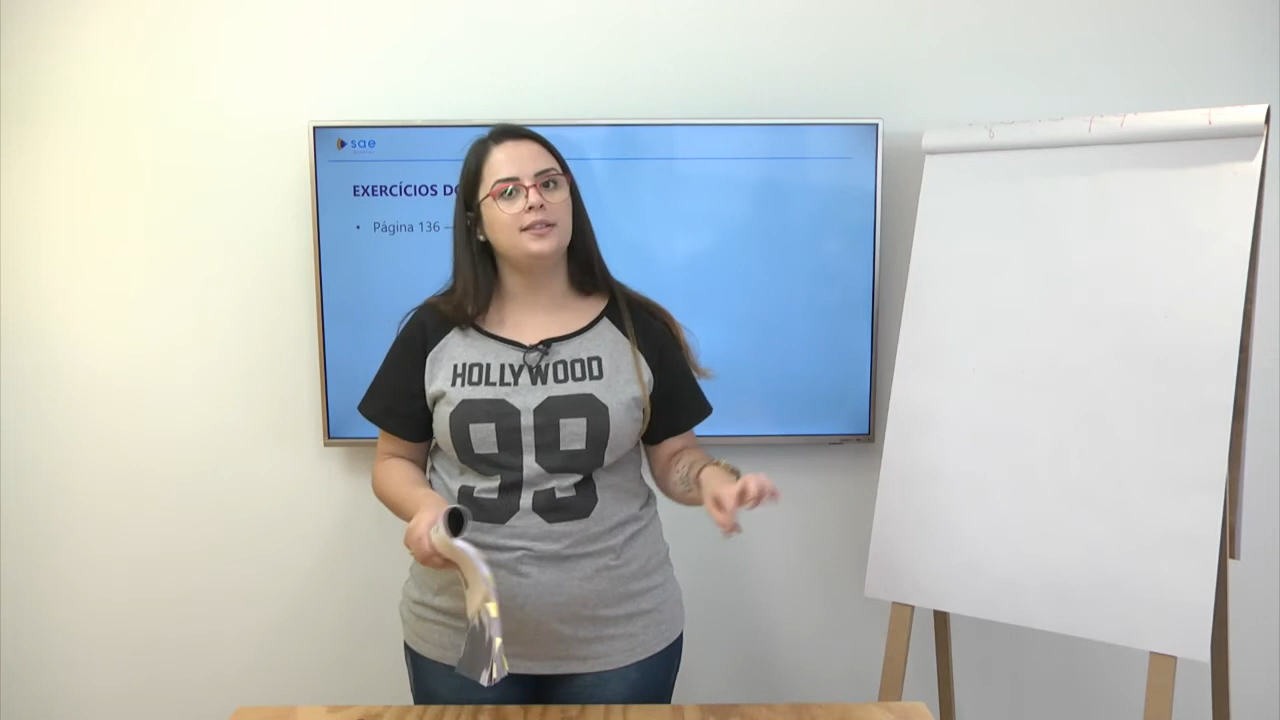 sae
EXERCÍCIOS DO
• Página 136 –
HOLLYWOOD
99